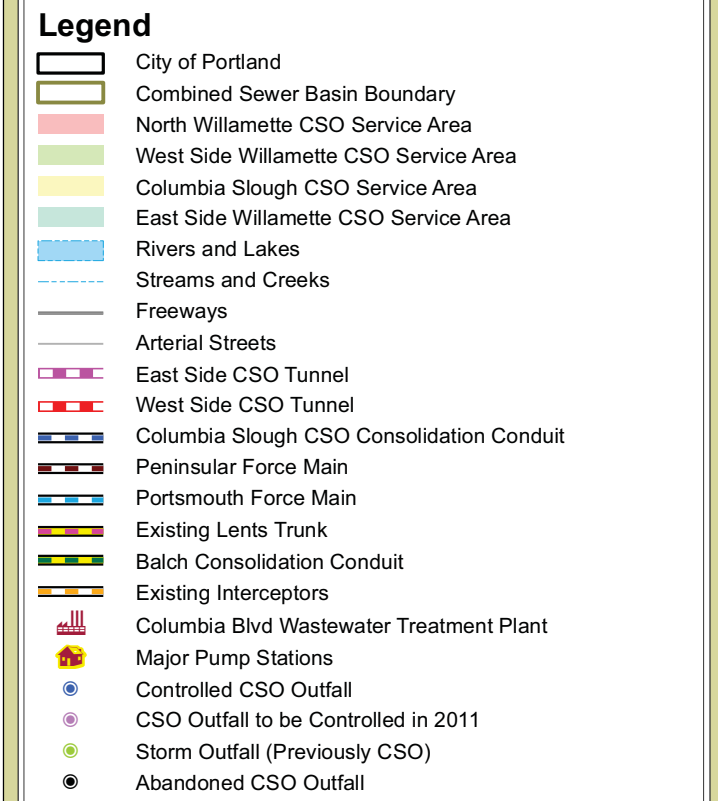 Legend
City of Portland
Combined Sewer Basin Boundary
North Willamette CSO Service Area
West Side Willamette CSO Service Area
Columbia Slough CSO Service Area
East Side Willamette CSO Service Area
Rivers and Lakes
Streams and Creeks
Freeways
Arterial Streets
East Side CSO Tunnel
West Side CSO Tunnel
Columbia Slough CSO Consolidation Conduit
Peninsular Force Main
Portsmouth Force Main
Existing Lents Trunk
Balch Consolidation Conduit
Existing Interceptors
Columbia Blvd Wastewater Treatment Plant
Major Pump Stations
Controlled CSO Outfall
CSO Outfall to be Controlled in 2011
Storm Outfall (Previously CSO)
Abandoned CSO Outfall